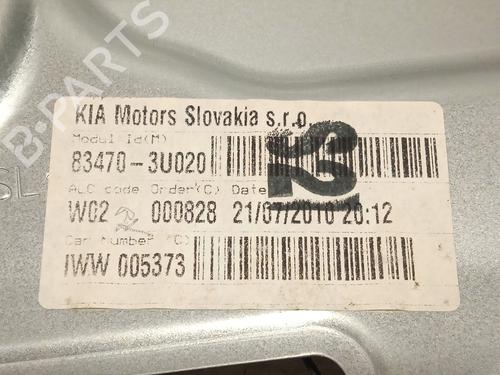 B-PARTS
KIA Motors Slovakia s.r.o.
Modul Id(M)
83470-3U020
ALC code Order(C) Date
W02 000828 21/07/2010 20:12
Car Number (C)
IWW 005373